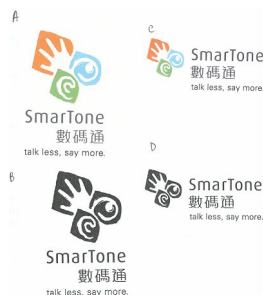 A
SmarTone
數碼通
talk less, say more.
B
SmarTone
數碼通
talk less, say more.
C
SmarTone
數碼通
talk less, say more.
D
SmarTone
數碼通
talk less, say more.